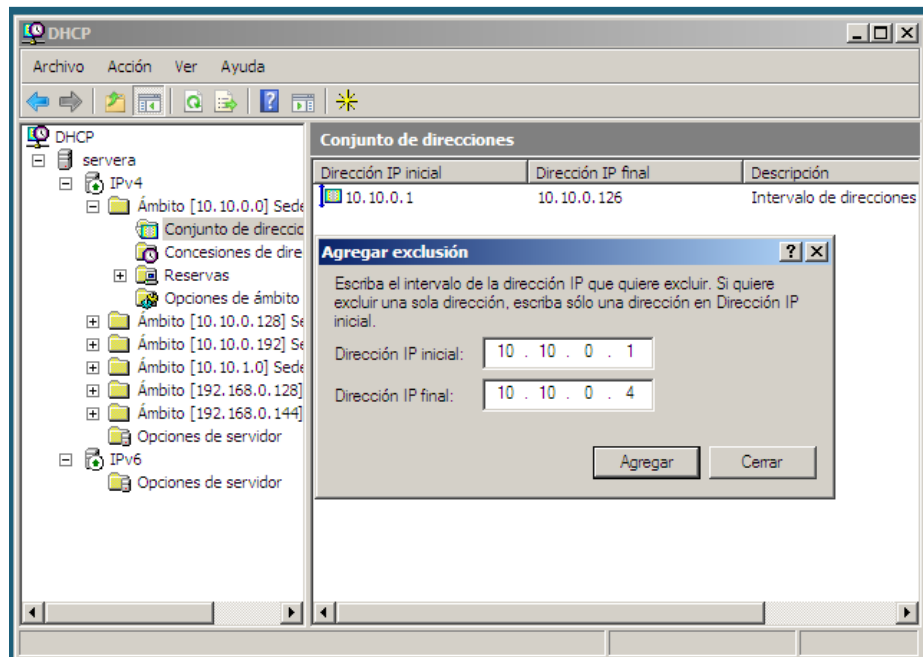 DHCP
Archivo Acción Ver Ayuda
DHCP
servera
IPv4
Ámbito [10.10.0.0] Sede
Conjunto de direccic
Concesiones de dire
Reservas
Opciones de ámbito
Ámbito [10.10.0.128] Se
Ámbito [10.10.0.192] Se
Ámbito [10.10.1.0] Sede
Ámbito [192.168.0.128]
Ámbito [192.168.0.144]
Opciones de servidor
IPv6
Opciones de servidor
Conjunto de direcciones
Dirección IP inicial Dirección IP final Descripción
10.10.0.1 10.10.0.126 Intervalo de direcciones
Agregar exclusión
Escriba el intervalo de la dirección IP que quiere excluir. Si quiere
excluir una sola dirección, escriba sólo una dirección en Dirección IP
inicial.
Dirección IP inicial: 10 . 10 . 0 . 1
Dirección IP final: 10 . 10 . 0 . 4
Agregar Cerrar